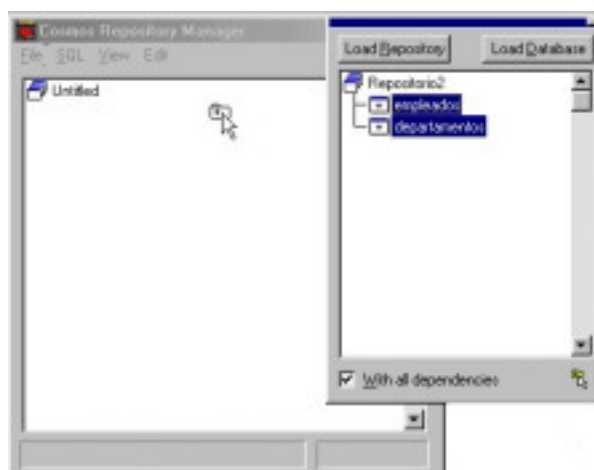 Cosmos Repository Manager
File SQL View Edit
Untitled
Load Repository Load Database
Repositorio2
empleados
departamentos
With all dependencies